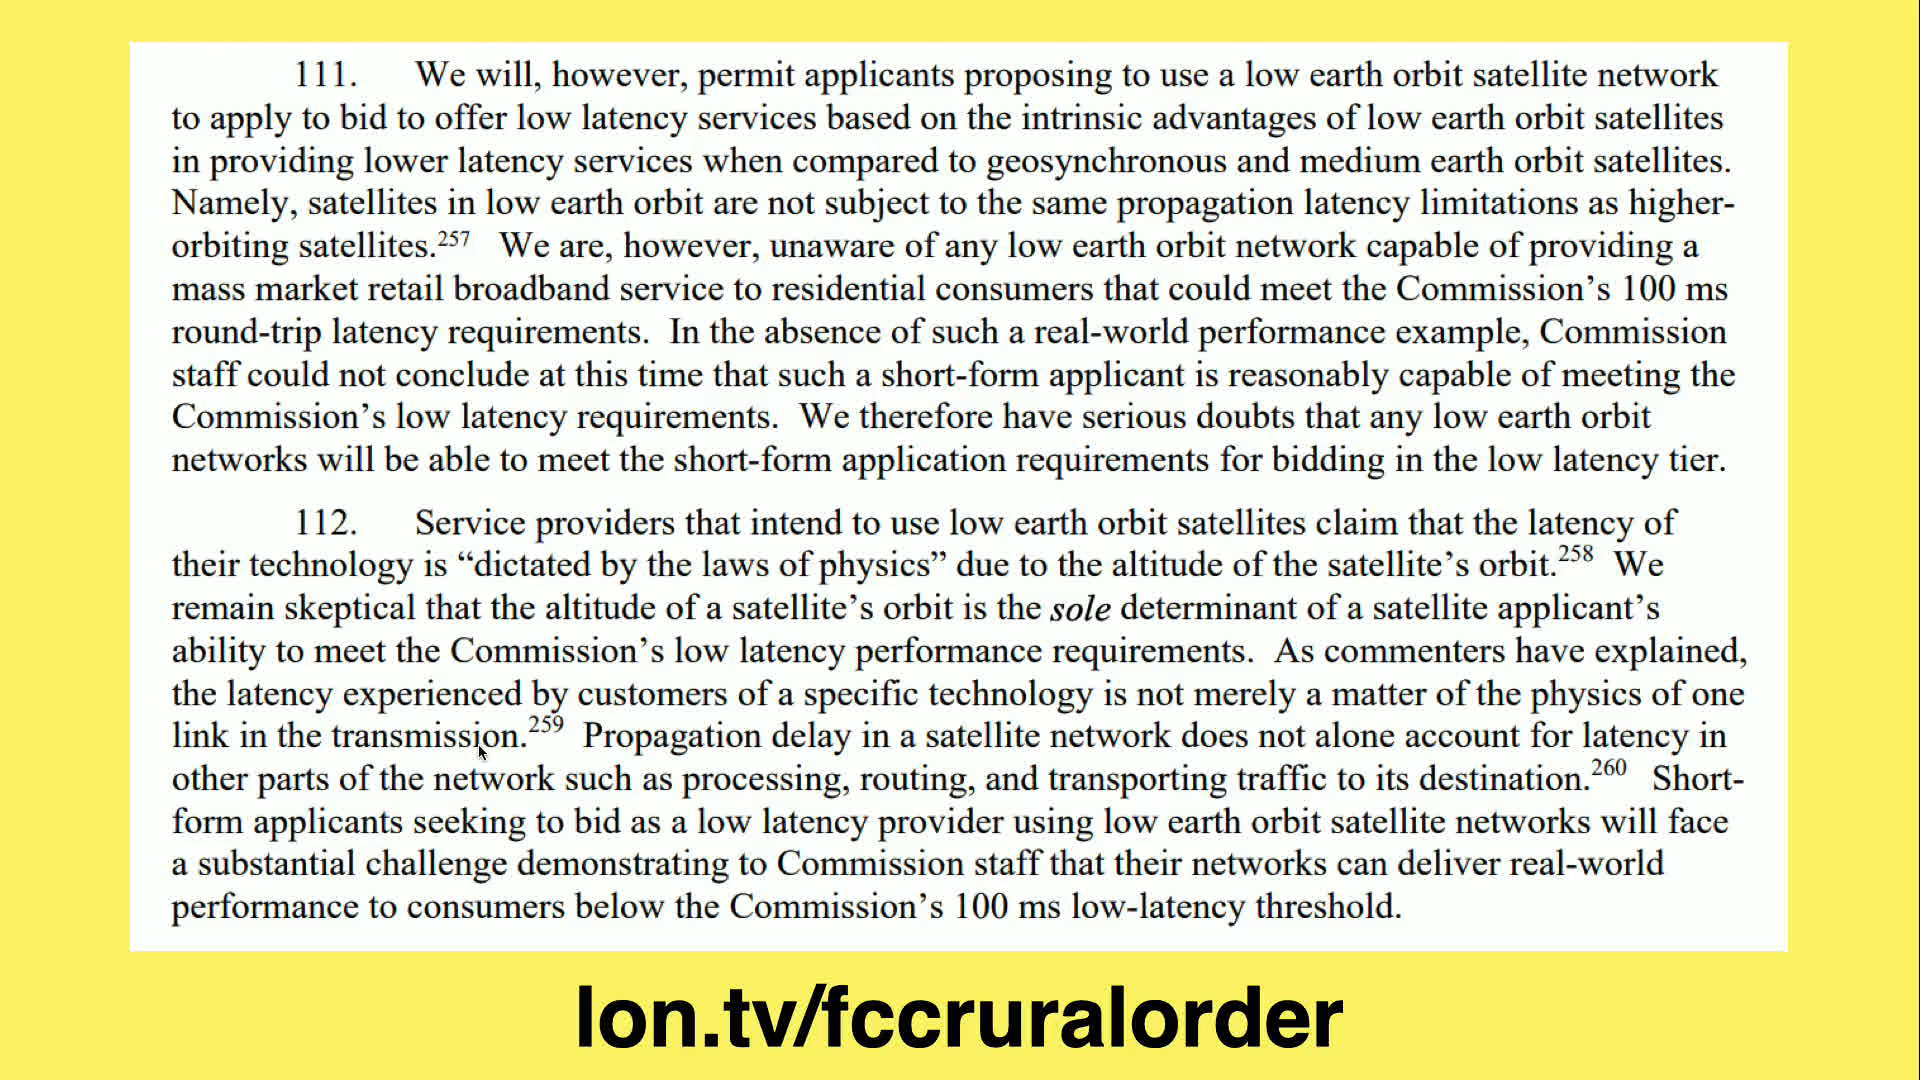 111. We will, however, permit applicants proposing to use a low earth orbit satellite network
to apply to bid to offer low latency services based on the intrinsic advantages of low earth orbit satellites
in providing lower latency services when compared to geosynchronous and medium earth orbit satellites.
Namely, satellites in low earth orbit are not subject to the same propagation latency limitations as higher-
orbiting satellites.257 We are, however, unaware of any low earth orbit network capable of providing a
mass market retail broadband service to residential consumers that could meet the Commission’s 100 ms
round-trip latency requirements. In the absence of such a real-world performance example, Commission
staff could not conclude at this time that such a short-form applicant is reasonably capable of meeting the
Commission’s low latency requirements. We therefore have serious doubts that any low earth orbit
networks will be able to meet the short-form application requirements for bidding in the low latency tier.
112. Service providers that intend to use low earth orbit satellites claim that the latency of
their technology is “dictated by the laws of physics” due to the altitude of the satellite’s orbit.258 We
remain skeptical that the altitude of a satellite’s orbit is the sole determinant of a satellite applicant’s
ability to meet the Commission’s low latency performance requirements. As commenters have explained,
the latency experienced by customers of a specific technology is not merely a matter of the physics of one
link in the transmission.259 Propagation delay in a satellite network does not alone account for latency in
other parts of the network such as processing, routing, and transporting traffic to its destination.260 Short-
form applicants seeking to bid as a low latency provider using low earth orbit satellite networks will face
a substantial challenge demonstrating to Commission staff that their networks can deliver real-world
performance to consumers below the Commission’s 100 ms low-latency threshold.
lon.tv/fccruralorder